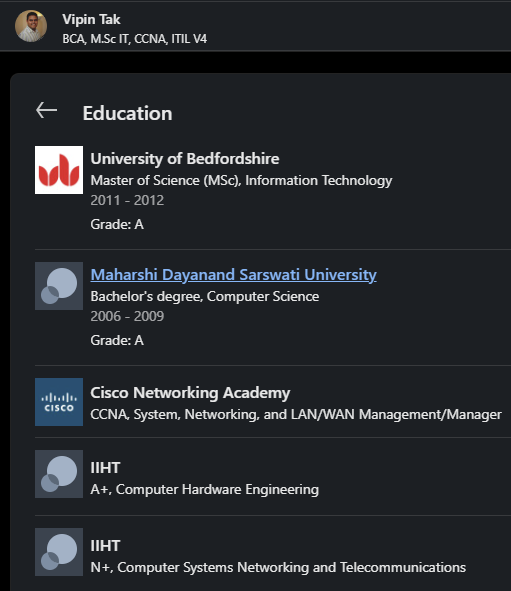 Vipin Tak
BCA, M.Sc IT, CCNA, ITIL V4
Education
University of Bedfordshire
Master of Science (MSc), Information Technology
2011 - 2012
Grade: A
Maharshi Dayanand Sarswati University
Bachelor's degree, Computer Science
2006 - 2009
Grade: A
CISCO
Cisco Networking Academy
CCNA, System, Networking, and LAN/WAN Management/Manager
IIHT
A+, Computer Hardware Engineering
IIHT
N+, Computer Systems Networking and Telecommunications